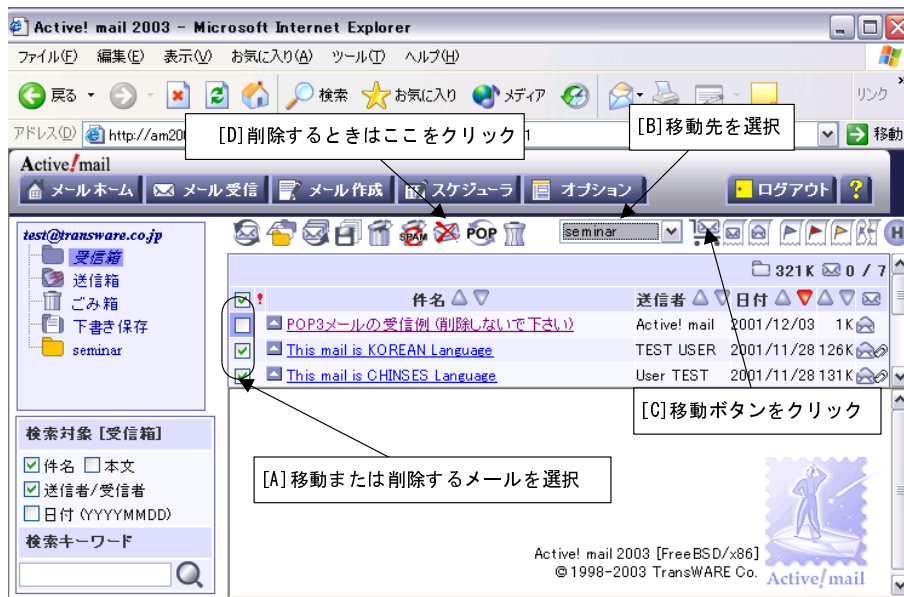 Active! mail 2003 - Microsoft Internet Explorer
ファイル(F) 編集(E) 表示(V) お気に入り(A) ツール(T) ヘルプ(H)
戻る 検索 お気に入り メディア リンク »
アドレス(D) http://am20 1 移動
[D]削除するときはここをクリック
[B]移動先を選択
Active!mail
メールホーム メール受信 メール作成 スケジューラ オプション ログアウト ?
test@transware.co.jp
受信箱
送信箱
ごみ箱
下書き保存
seminar
SPAM POP seminar H
321K 0 / 7
! 件名 送信者 日付
POP3メールの受信例(削除しないで下さい) Active! mail 2001/12/03 1K
This mail is KOREAN Language TEST USER 2001/11/28 126K
This mail is CHINSES Language User TEST 2001/11/28 131K
[C]移動ボタンをクリック
[A]移動または削除するメールを選択
検索対象 [受信箱]
件名 本文
送信者/受信者
日付 (YYYYMMDD)
検索キーワード
Active! mail 2003 [FreeBSD/x86]
©1998-2003 TransWARE Co.
Active!mail